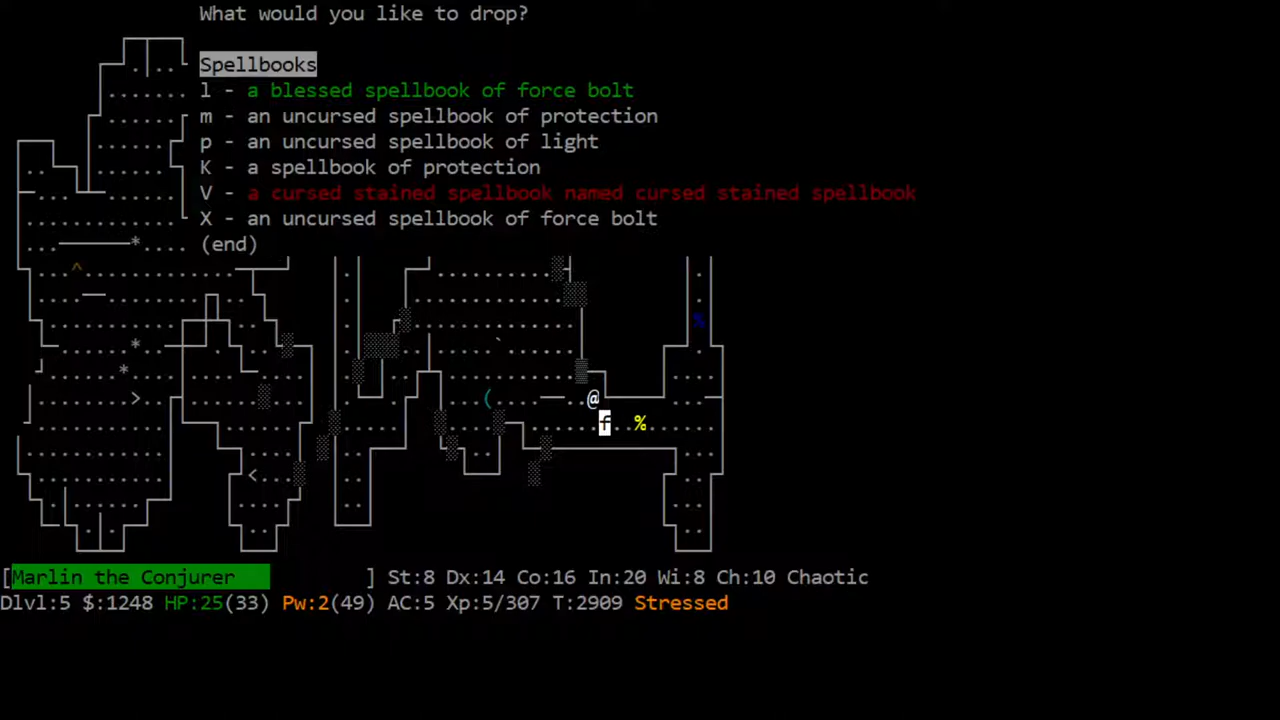 What would you like to drop?
Spellbooks
l - a blessed spellbook of force bolt
m - an uncursed spellbook of protection
p - an uncursed spellbook of light
K - a spellbook of protection
V - a cursed stained spellbook named cursed stained spellbook
X - an uncursed spellbook of force bolt
(end)
[Marlin the Conjurer ] St:8 Dx:14 Co:16 In:20 Wi:8 Ch:10 Chaotic
Dlvl:5 $:1248 HP:25(33) Pw:2(49) AC:5 Xp:5/307 T:2909 Stressed